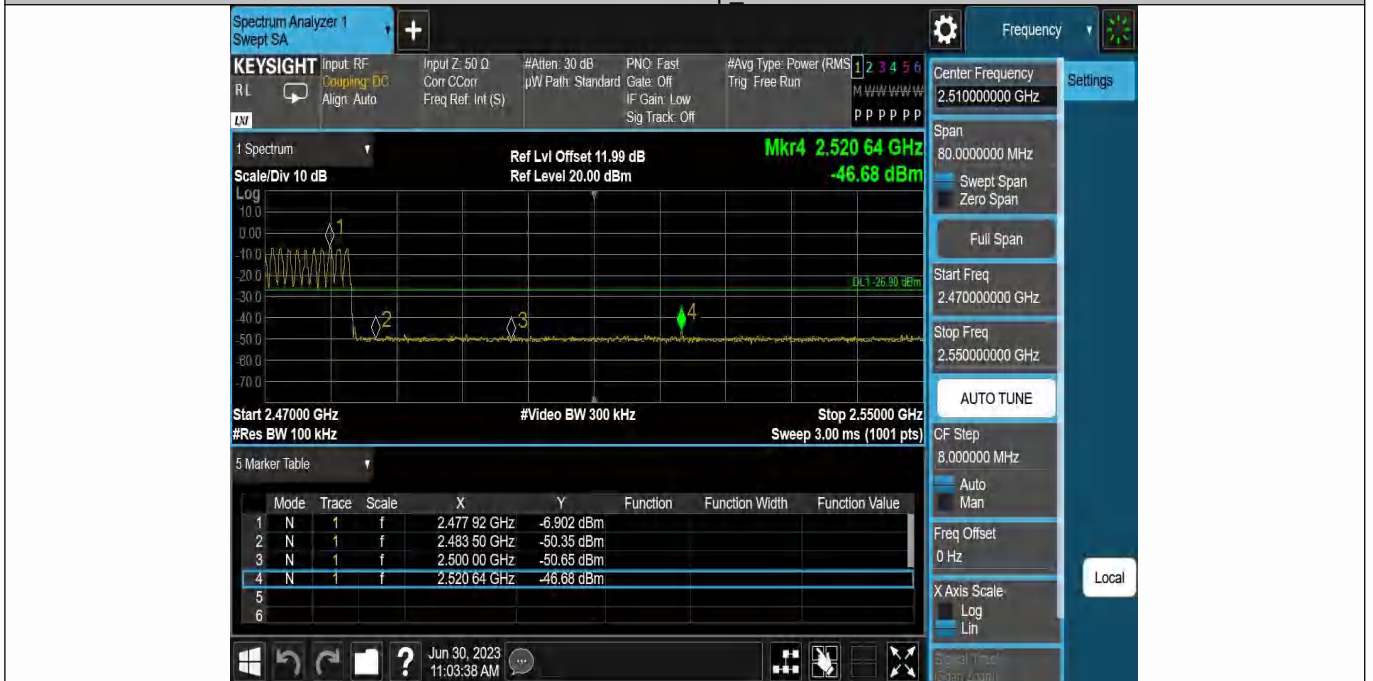 Spectrum Analyzer 1
Swept SA
+
Frequency
KEYSIGHT
RL
LXI
Input: RF
Coupling: DC
Align: Auto
Input Z: 50 Ω
Corr CCorr
Freq Ref: Int (S)
#Atten: 30 dB
µW Path: Standard
PNO: Fast
Gate: Off
IF Gain: Low
Sig Track: Off
#Avg Type: Power (RMS
Trig: Free Run
1 2 3 4 5 6
M W W W W W
P P P P P P
1 Spectrum
Scale/Div 10 dB
Ref Lvl Offset 11.99 dB
Ref Level 20.00 dBm
Mkr4 2.520 64 GHz
-46.68 dBm
Log
10.0
0.00
-10.0
-20.0
-30.0
-40.0
-50.0
-60.0
-70.0
1
2
3
4
DL1 -26.90 dBm
Start 2.47000 GHz
#Res BW 100 kHz
#Video BW 300 kHz
Stop 2.55000 GHz
Sweep 3.00 ms (1001 pts)
5 Marker Table
Mode Trace Scale X Y Function Function Width Function Value
1 N 1 f 2.477 92 GHz -6.902 dBm
2 N 1 f 2.483 50 GHz -50.35 dBm
3 N 1 f 2.500 00 GHz -50.65 dBm
4 N 1 f 2.520 64 GHz -46.68 dBm
5
6
?
Jun 30, 2023
11:03:38 AM
Center Frequency
2.510000000 GHz
Settings
Span
80.0000000 MHz
Swept Span
Zero Span
Full Span
Start Freq
2.470000000 GHz
Stop Freq
2.550000000 GHz
AUTO TUNE
CF Step
8.000000 MHz
Auto
Man
Freq Offset
0 Hz
X Axis Scale
Log
Lin
Local